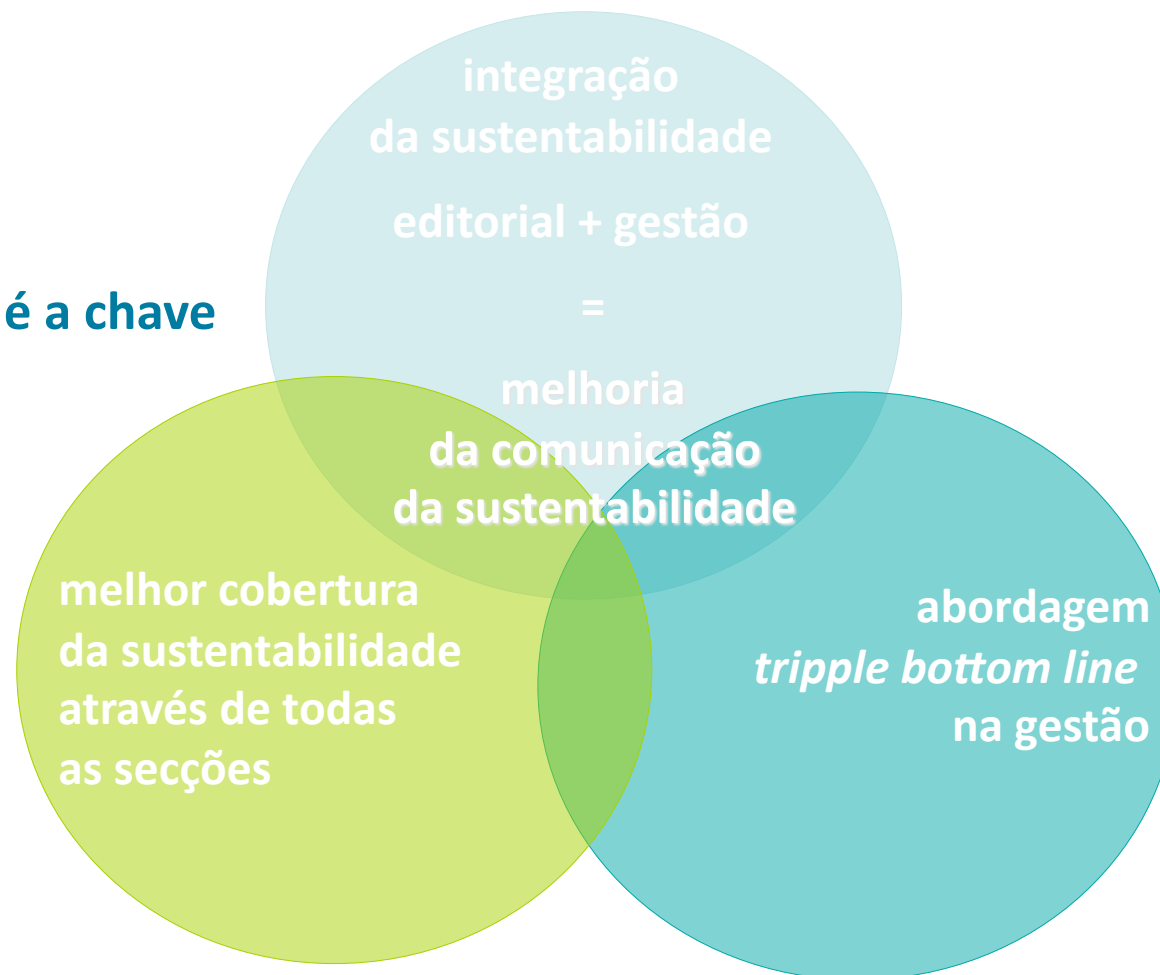 integração
da sustentabilidade
editorial + gestão
é a chave
=
melhoria
da comunicação
da sustentabilidade
melhor cobertura
da sustentabilidade
através de todas
as secções
abordagem
tripple bottom line
na gestão